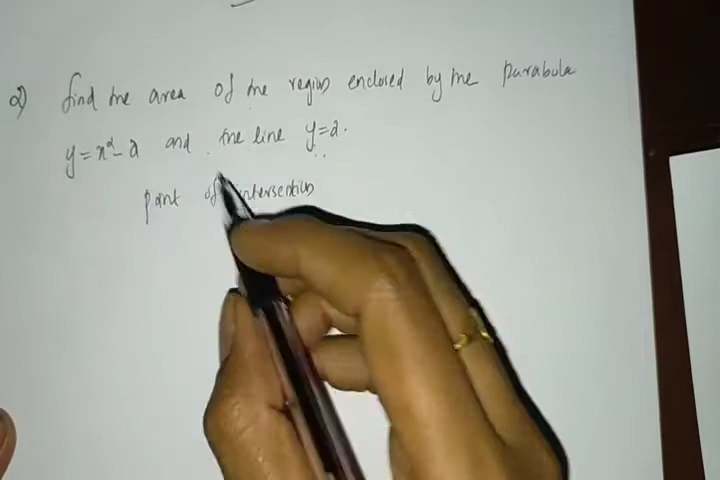 2) find the area of the region enclosed by the parabola
y = x² - 2 and the line y = 2.
point of intersection